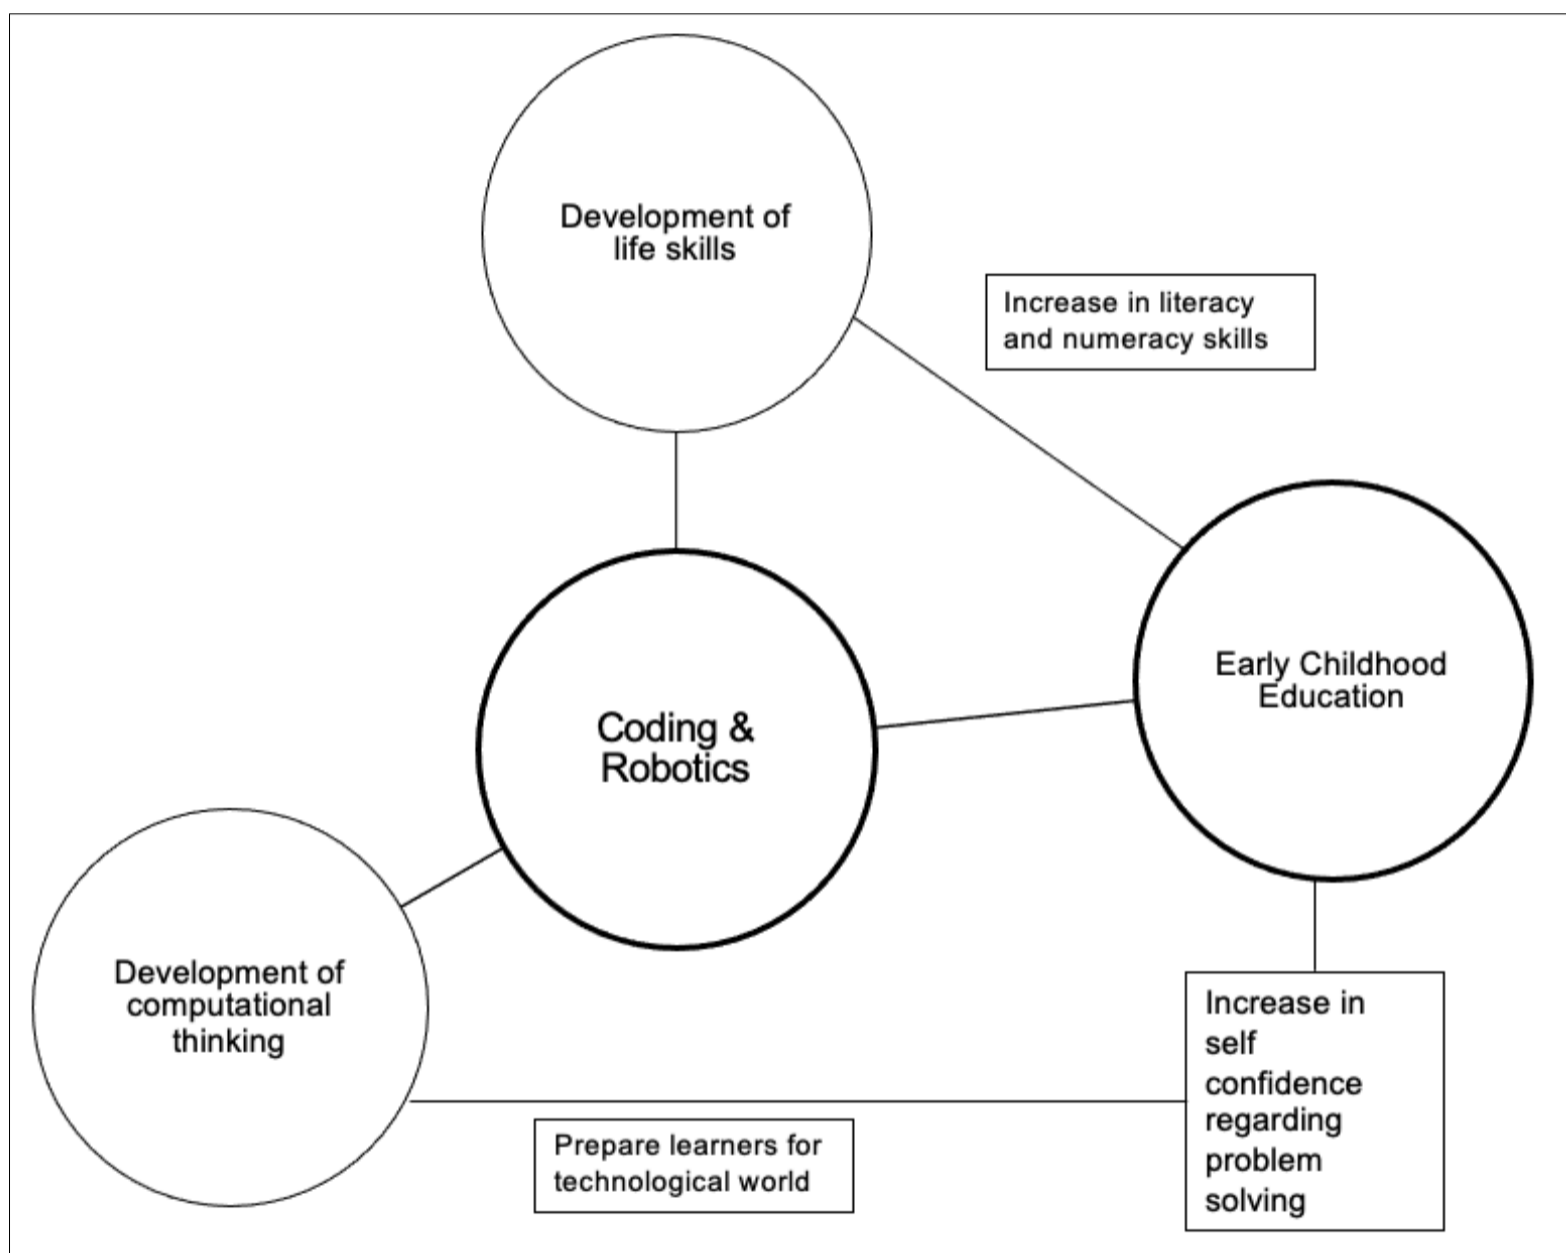 Development of
life skills
Increase in literacy
and numeracy skills
Early Childhood
Education
Coding &
Robotics
Development of
computational
thinking
Increase in
self
confidence
regarding
problem
solving
Prepare learners for
technological world